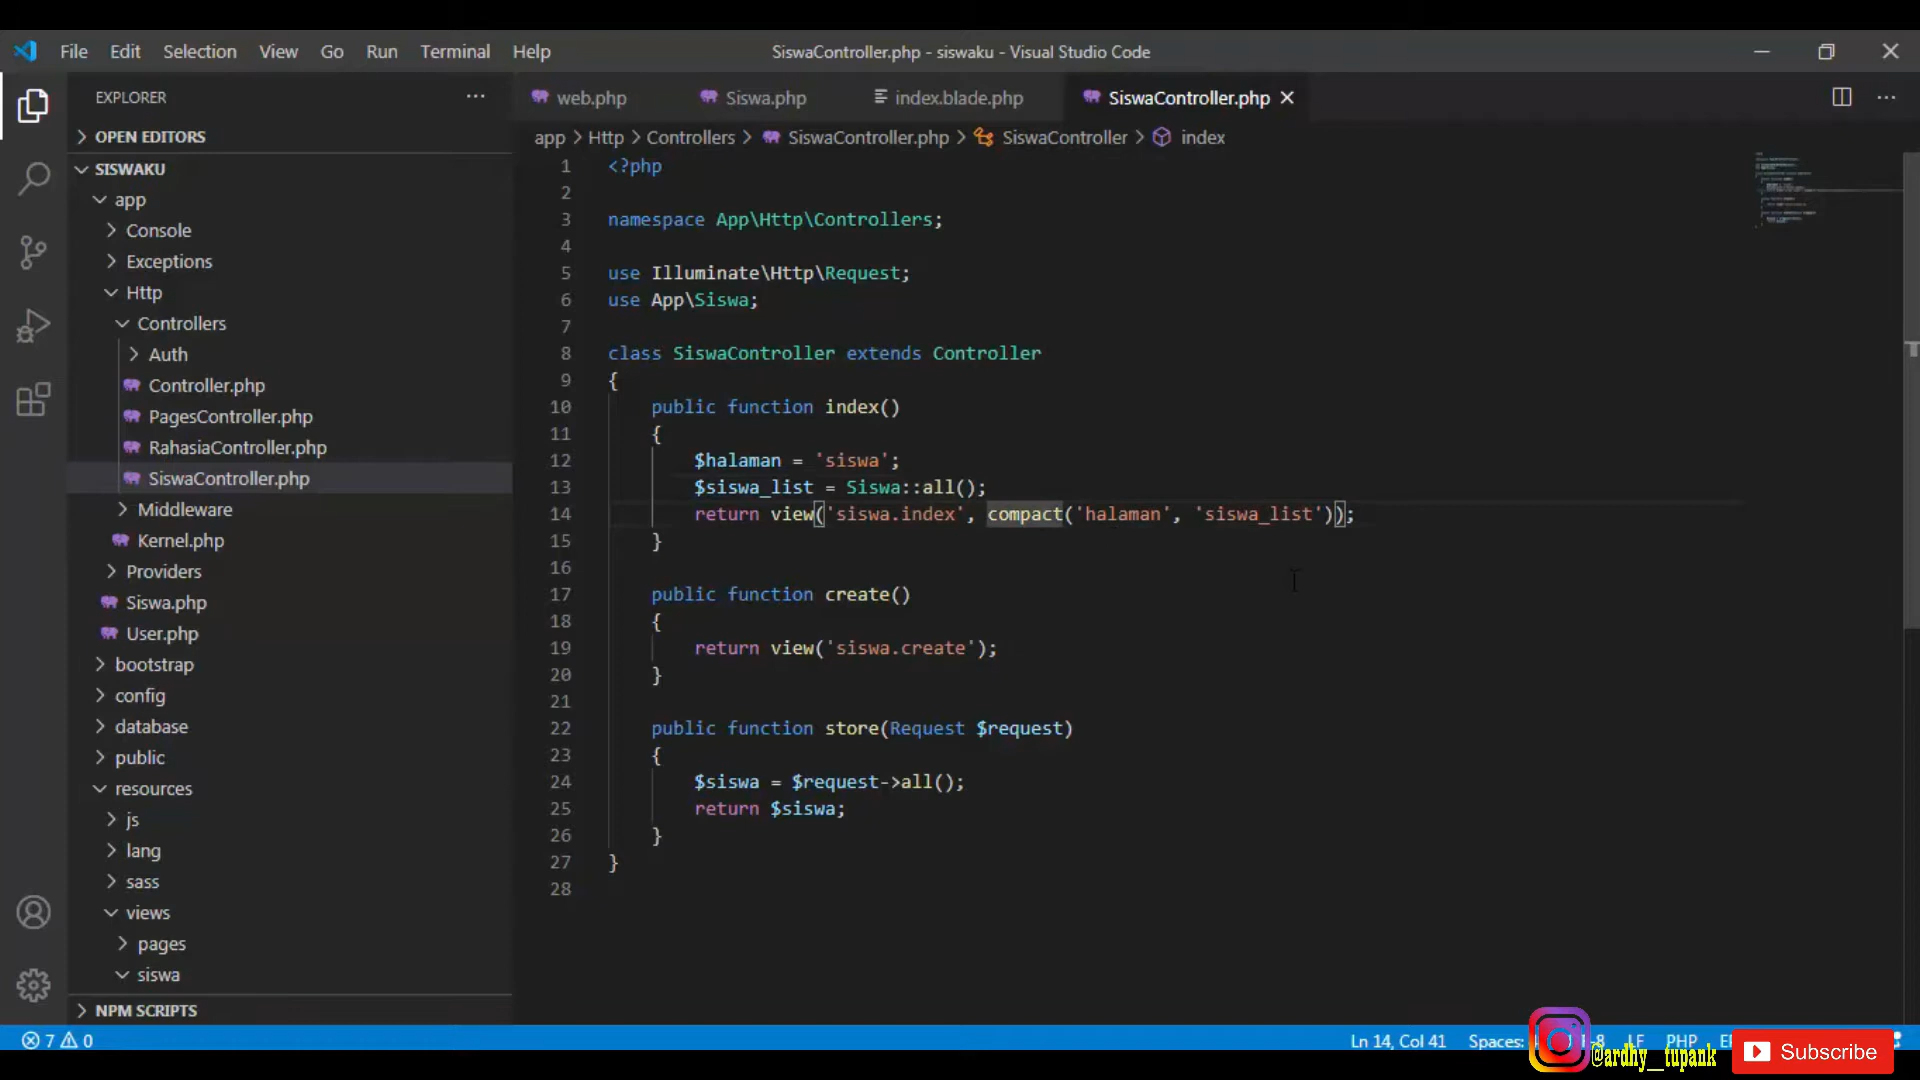 File Edit Selection View Go Run Terminal Help
SiswaController.php - siswaku - Visual Studio Code
EXPLORER
OPEN EDITORS
SISWAKU
app
Console
Exceptions
Http
Controllers
Auth
Controller.php
PagesController.php
RahasiaController.php
SiswaController.php
Middleware
Kernel.php
Providers
Siswa.php
User.php
bootstrap
config
database
public
resources
js
lang
sass
views
pages
siswa
NPM SCRIPTS
web.php Siswa.php index.blade.php SiswaController.php
app > Http > Controllers > SiswaController.php > SiswaController > index
1 <?php
2
3 namespace App\Http\Controllers;
4
5 use Illuminate\Http\Request;
6 use App\Siswa;
7
8 class SiswaController extends Controller
9 {
10 public function index()
11 {
12 $halaman = 'siswa';
13 $siswa_list = Siswa::all();
14 return view('siswa.index', compact('halaman', 'siswa_list'));
15 }
16
17 public function create()
18 {
19 return view('siswa.create');
20 }
21
22 public function store(Request $request)
23 {
24 $siswa = $request->all();
25 return $siswa;
26 }
27 }
28
7 0
Ln 14, Col 41 Spaces: LF PHP
@ardhy_tupank
Subscribe